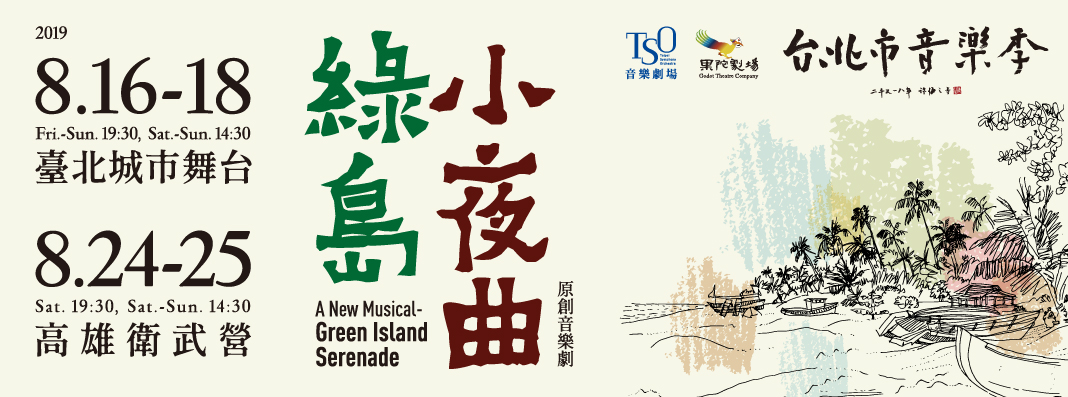 2019
8.16-18
Fri.-Sun. 19:30, Sat.-Sun. 14:30
臺北城市舞台
8.24-25
Sat. 19:30, Sat.-Sun. 14:30
高雄衛武營
綠島
小夜曲
A New Musical-
Green Island
Serenade
原創音樂劇
TSO
Taipei
Symphony
Orchestra
音樂劇場
果陀劇場
Godot Theatre Company
台北市音樂季